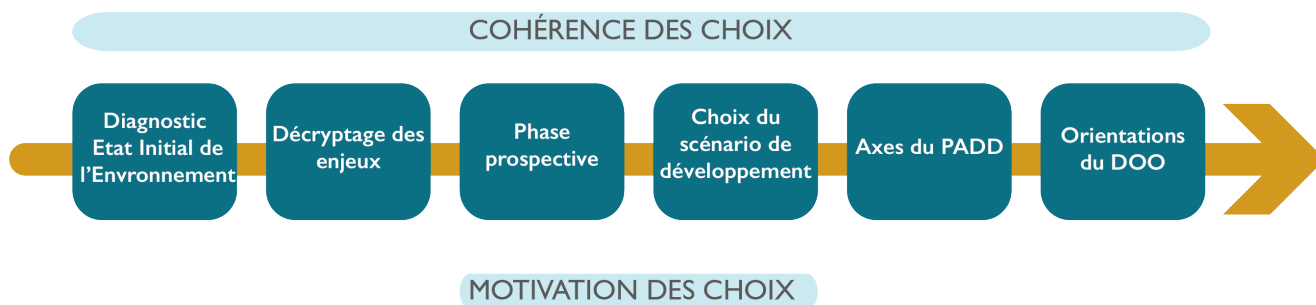 COHÉRENCE DES CHOIX
Diagnostic
Etat Initial de
l'Envronnement
Décryptage des
enjeux
Phase
prospective
Choix du
scénario de
développement
Axes du PADD
Orientations
du DOO
MOTIVATION DES CHOIX